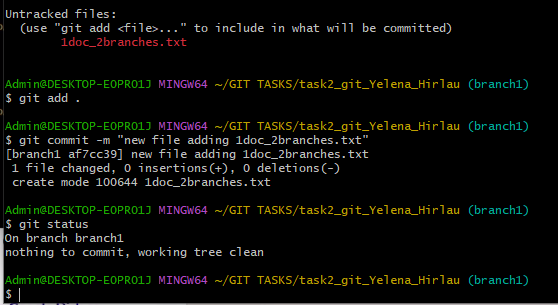 Untracked files:
  (use "git add <file>..." to include in what will be committed)
        1doc_2branches.txt
Admin@DESKTOP-EOPRO1J MINGW64 ~/GIT TASKS/task2_git_Yelena_Hirlau (branch1)
$ git add .
Admin@DESKTOP-EOPRO1J MINGW64 ~/GIT TASKS/task2_git_Yelena_Hirlau (branch1)
$ git commit -m "new file adding 1doc_2branches.txt"
[branch1 af7cc39] new file adding 1doc_2branches.txt
 1 file changed, 0 insertions(+), 0 deletions(-)
 create mode 100644 1doc_2branches.txt
Admin@DESKTOP-EOPRO1J MINGW64 ~/GIT TASKS/task2_git_Yelena_Hirlau (branch1)
$ git status
On branch branch1
nothing to commit, working tree clean
Admin@DESKTOP-EOPRO1J MINGW64 ~/GIT TASKS/task2_git_Yelena_Hirlau (branch1)
$